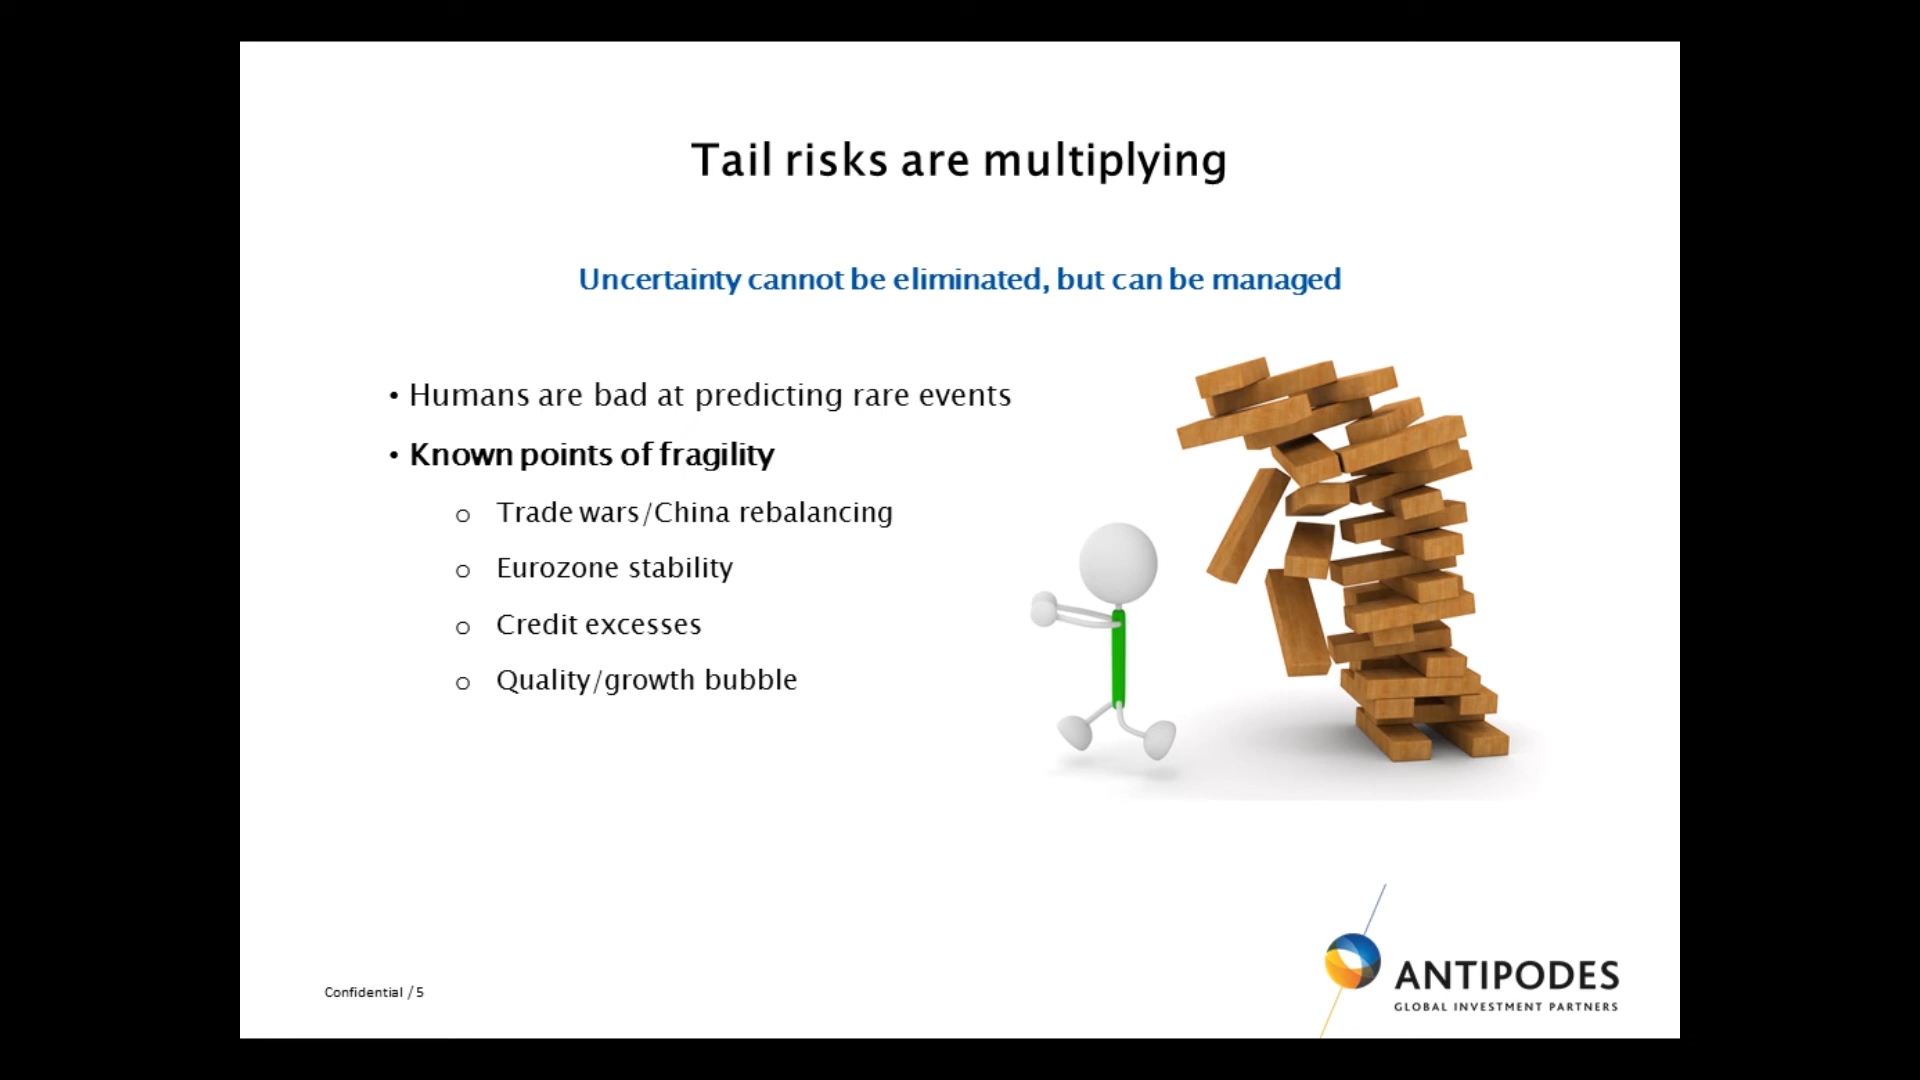 Tail risks are multiplying
Uncertainty cannot be eliminated, but can be managed
• Humans are bad at predicting rare events
• Known points of fragility
o Trade wars/China rebalancing
o Eurozone stability
o Credit excesses
o Quality/growth bubble
Confidential / 5
ANTIPODES
GLOBAL INVESTMENT PARTNERS